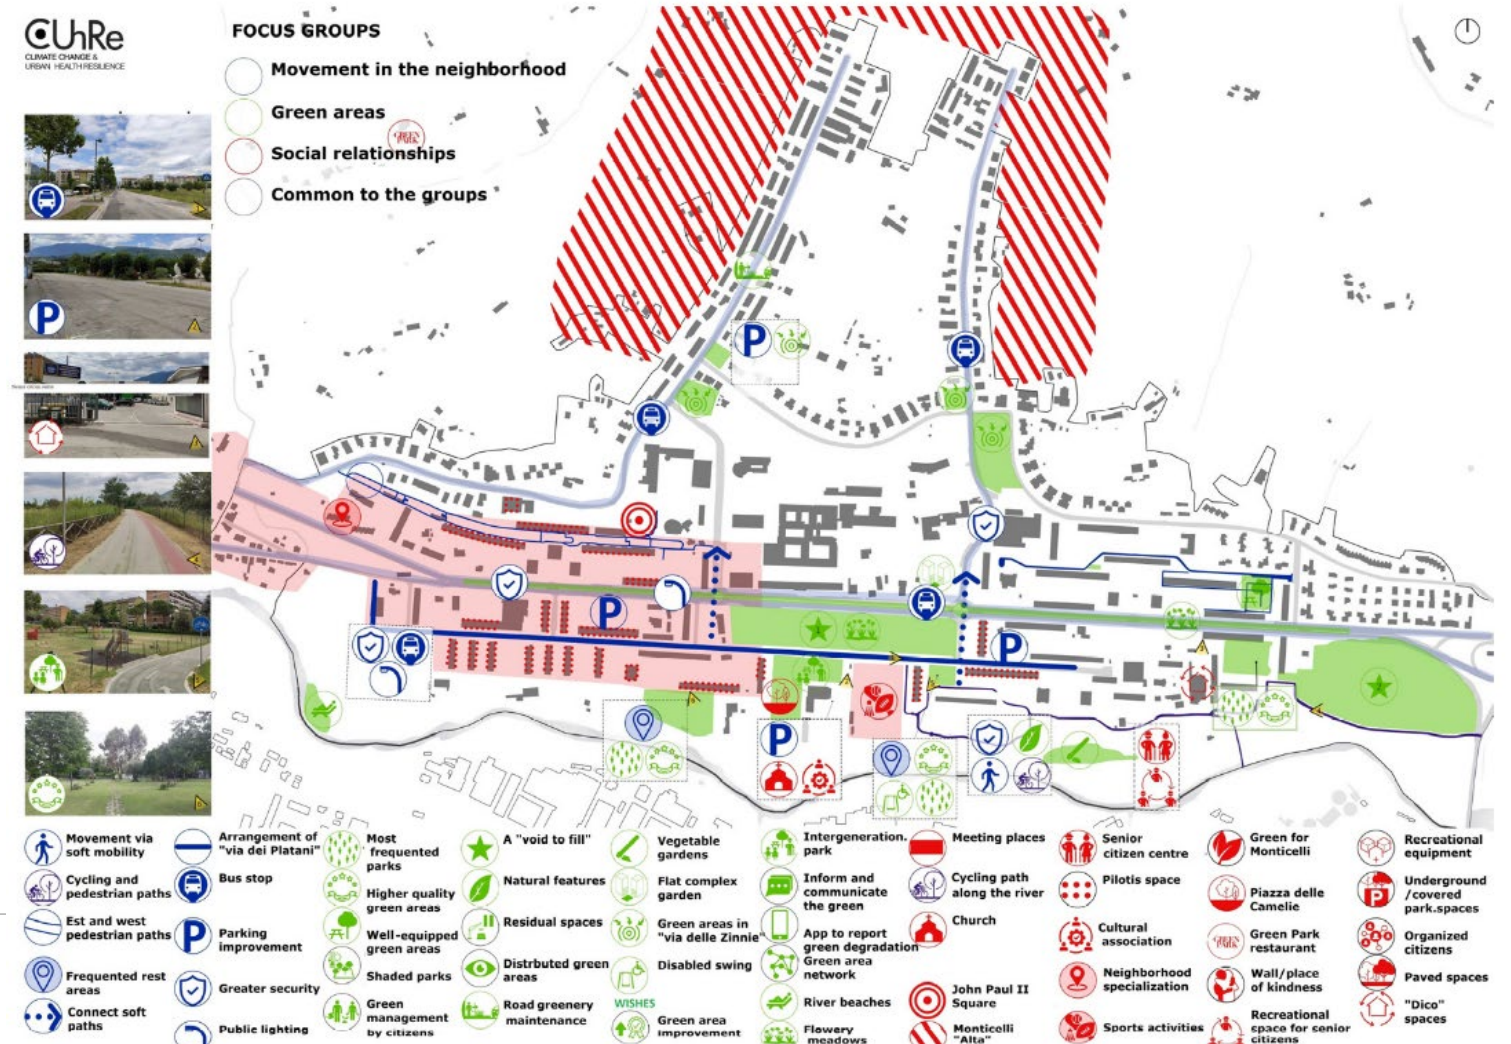 CUhRe
CLIMATE CHANGE &
URBAN HEALTH RESILIENCE
FOCUS GROUPS
Movement in the neighborhood
Green areas
GREEN
PARK
Social relationships
Common to the groups
P
P
P
P
P
Movement via
soft mobility
Cycling and
pedestrian paths
Est and west
pedestrian paths
Frequented rest
areas
Connect soft
paths
Arrangement of
"via dei Platani"
Bus stop
P
Parking
improvement
Greater security
Public lighting
Most
frequented
parks
Higher quality
green areas
Well-equipped
green areas
Shaded parks
Green
management
by citizens
A "void to fill"
Natural features
Residual spaces
Distrbuted green
areas
Road greenery
maintenance
Vegetable
gardens
Flat complex
garden
Green areas in
"via delle Zinnie"
Disabled swing
WISHES
Green area
improvement
Intergeneration.
park
Inform and
communicate
the green
App to report
green degradation
Green area
network
River beaches
Flowery
meadows
Meeting places
Cycling path
along the river
Church
John Paul II
Square
Monticelli
"Alta"
Senior
citizen centre
Pilotis space
Cultural
association
Neighborhood
specialization
Sports activities
Green for
Monticelli
Piazza delle
Camelie
GREEN
PARK
Green Park
restaurant
Wall/place
of kindness
Recreational
space for senior
citizens
Recreational
equipment
P
Underground
/covered
park.spaces
Organized
citizens
Paved spaces
"Dico"
spaces